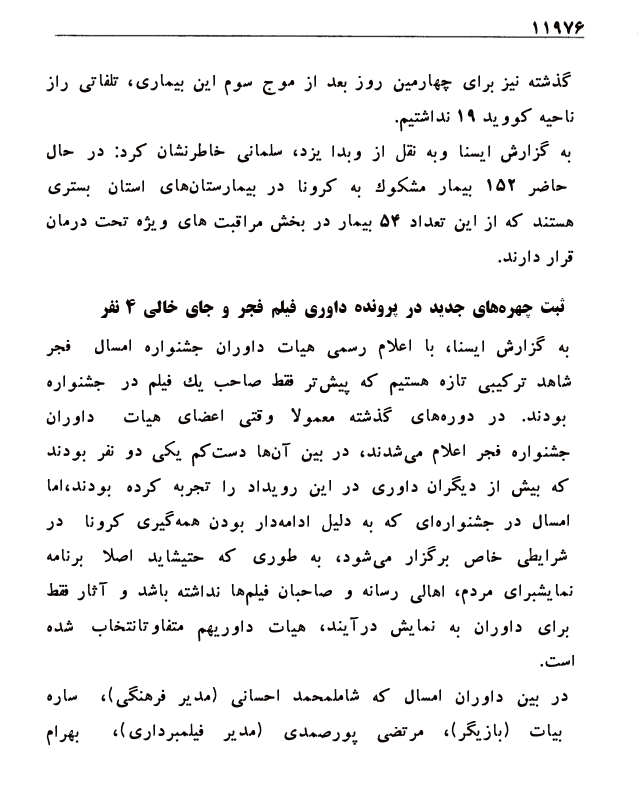 ۱۱۹۷۶
گذشته نیز برای چهارمین روز بعد از موج سوم این بیماری، تلفاتی راز
ناحیه کووید ۱۹ نداشتیم.
به گزارش ایسنا وبه نقل از وبدا یزد، سلمانی خاطرنشان کرد: در حال
حاضر ۱۵۲ بیمار مشکوك به کرونا در بیمارستان‌های استان بستری
هستند که از این تعداد ۵۴ بیمار در بخش مراقبت های ویژه تحت درمان
قرار دارند.
ثبت چهره‌های جدید در پرونده داوری فیلم فجر و جای خالی ۴ نفر
به گزارش ایسنا، با اعلام رسمی هیات داوران جشنواره امسال فجر
شاهد ترکیبی تازه هستیم که پیش‌تر فقط صاحب یك فیلم در جشنواره
بودند. در دوره‌های گذشته معمولا وقتی اعضای هیات داوران
جشنواره فجر اعلام می‌شدند، در بین آن‌ها دست‌کم یکی دو نفر بودند
که بیش از دیگران داوری در این رویداد را تجربه کرده بودند،اما
امسال در جشنواره‌ای که به دلیل ادامه‌دار بودن همه‌گیری کرونا در
شرایطی خاص برگزار می‌شود، به طوری که حتیشاید اصلا برنامه
نمایشبرای مردم، اهالی رسانه و صاحبان فیلم‌ها نداشته باشد و آثار فقط
برای داوران به نمایش درآیند، هیات داوریهم متفاوتانتخاب شده
است.
در بین داوران امسال که شاملمحمد احسانی (مدیر فرهنگی)، ساره
بیات (بازیگر)، مرتضی پورصمدی (مدیر فیلمبرداری)، بهرام